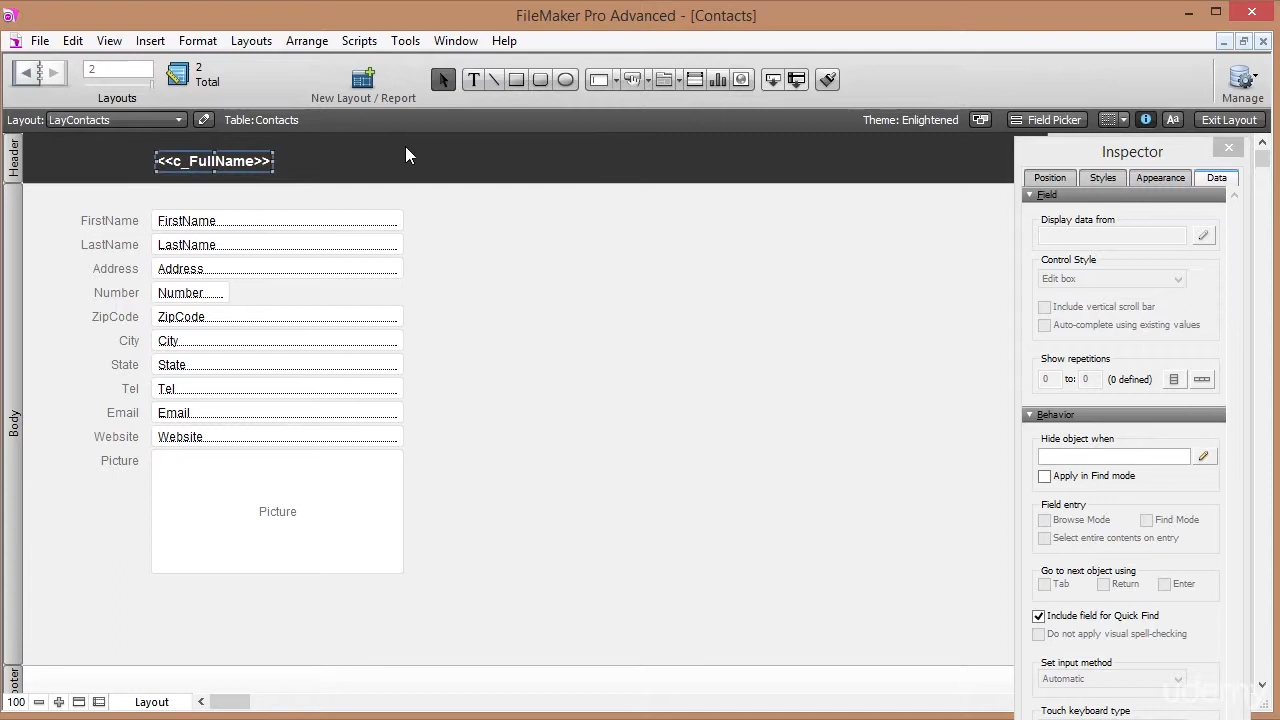 FileMaker Pro Advanced - [Contacts]
File Edit View Insert Format Layouts Arrange Scripts Tools Window Help
2
2
Total
Layouts
New Layout / Report
T
Manage
Layout: LayContacts
Table: Contacts
Theme: Enlightened
Field Picker
Aa
Exit Layout
Header
<<c_FullName>>
Inspector
Position Styles Appearance Data
Field
Display data from
Control Style
Edit box
Include vertical scroll bar
Auto-complete using existing values
Show repetitions
0 to: 0 (0 defined)
Behavior
Hide object when
Apply in Find mode
Field entry
Browse Mode Find Mode
Select entire contents on entry
Go to next object using
Tab Return Enter
Include field for Quick Find
Do not apply visual spell-checking
Set input method
Automatic
Touch keyboard type
Body
FirstName FirstName
LastName LastName
Address Address
Number Number
ZipCode ZipCode
City City
State State
Tel Tel
Email Email
Website Website
Picture
Picture
ooter
100
Layout
udemy